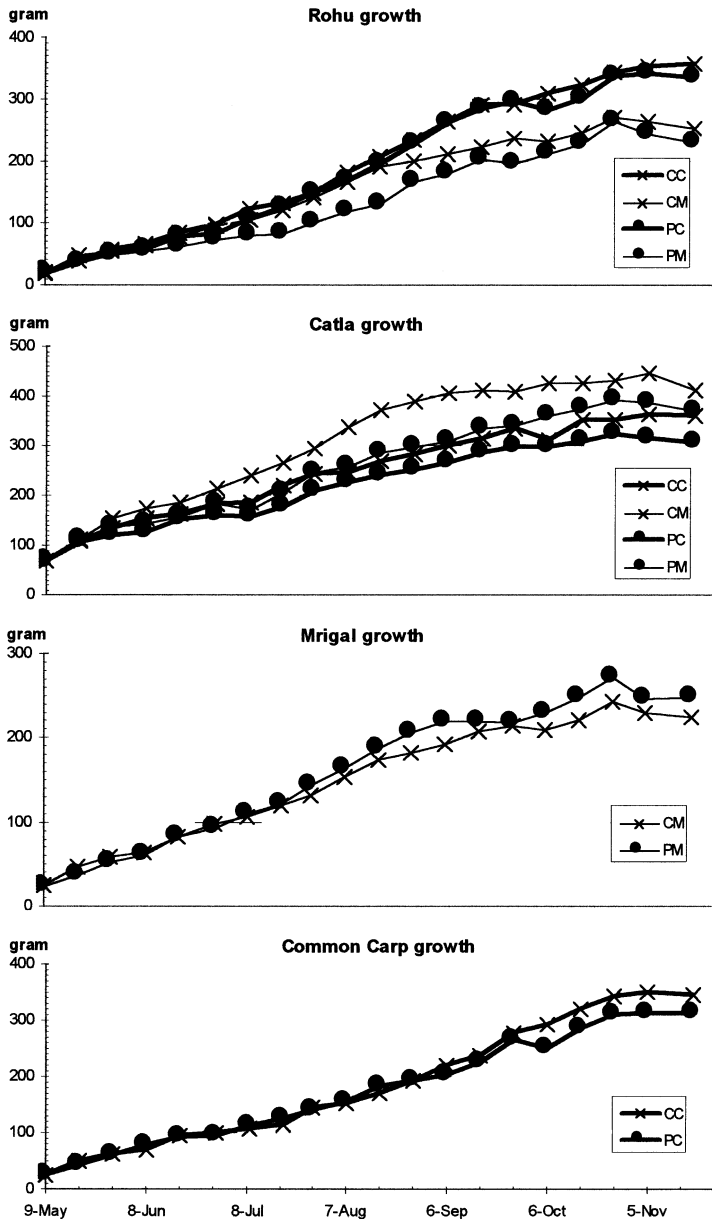 gram
Rohu growth
400
300
200
100
0
CC
CM
PC
PM
Catla growth
500
400
300
200
100
0
CC
CM
PC
PM
gram
Mrigal growth
300
200
100
0
CM
PM
gram
Common Carp growth
400
300
200
100
0
CC
PC
9-May 8-Jun 8-Jul 7-Aug 6-Sep 6-Oct 5-Nov